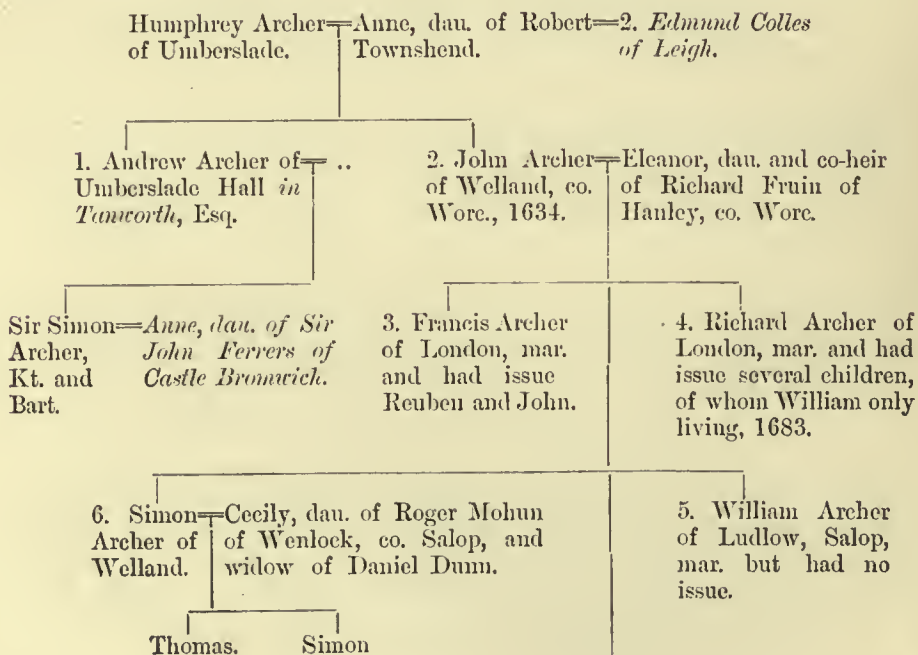 Humphrey Archer=Anne, dau. of Robert=2. Edmund Colles
of Umberslade. Townshend. of Leigh.
1. Andrew Archer of= ..
Umberslade Hall in
Tanworth, Esq.
2. John Archer=Eleanor, dau. and co-heir
of Welland, co. of Richard Fruin of
Worc., 1634. Hanley, co. Worc.
Sir Simon=Anne, dau. of Sir
Archer, John Ferrers of
Kt. and Castle Bromwich.
Bart.
3. Francis Archer
of London, mar.
and had issue
Reuben and John.
4. Richard Archer of
London, mar. and had
issue several children,
of whom William only
living, 1683.
6. Simon=Cecily, dau. of Roger Mohun
Archer of of Wenlock, co. Salop, and
Welland. widow of Daniel Dunn.
5. William Archer
of Ludlow, Salop,
mar. but had no
issue.
Thomas. Simon